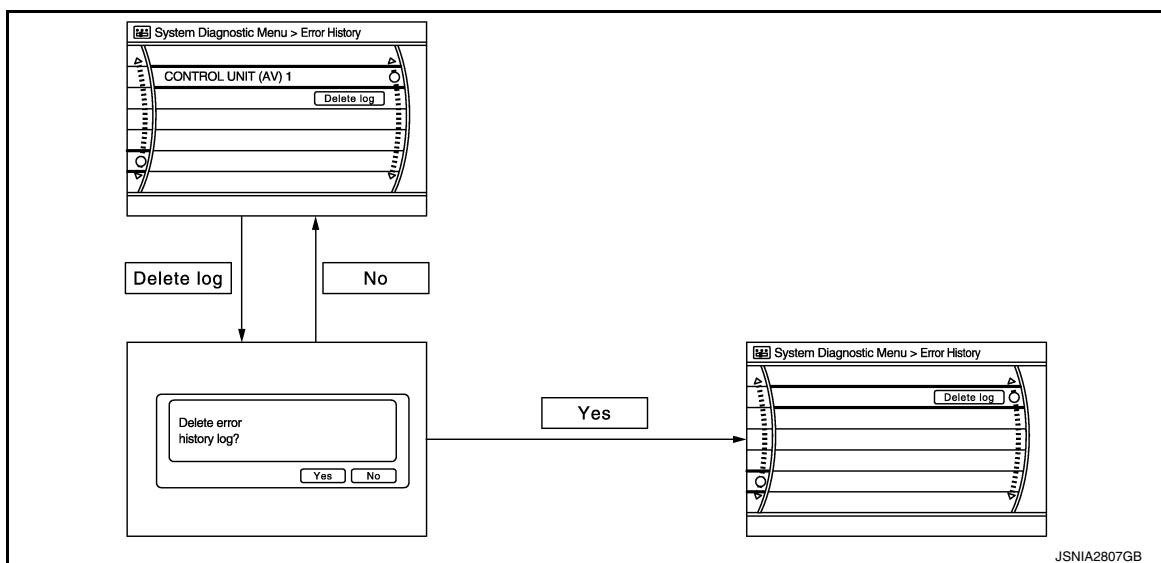 System Diagnostic Menu > Error History
CONTROL UNIT (AV) 1
Delete log
Delete log
No
Delete error
history log?
Yes
No
Yes
System Diagnostic Menu > Error History
Delete log
JSNIA2807GB